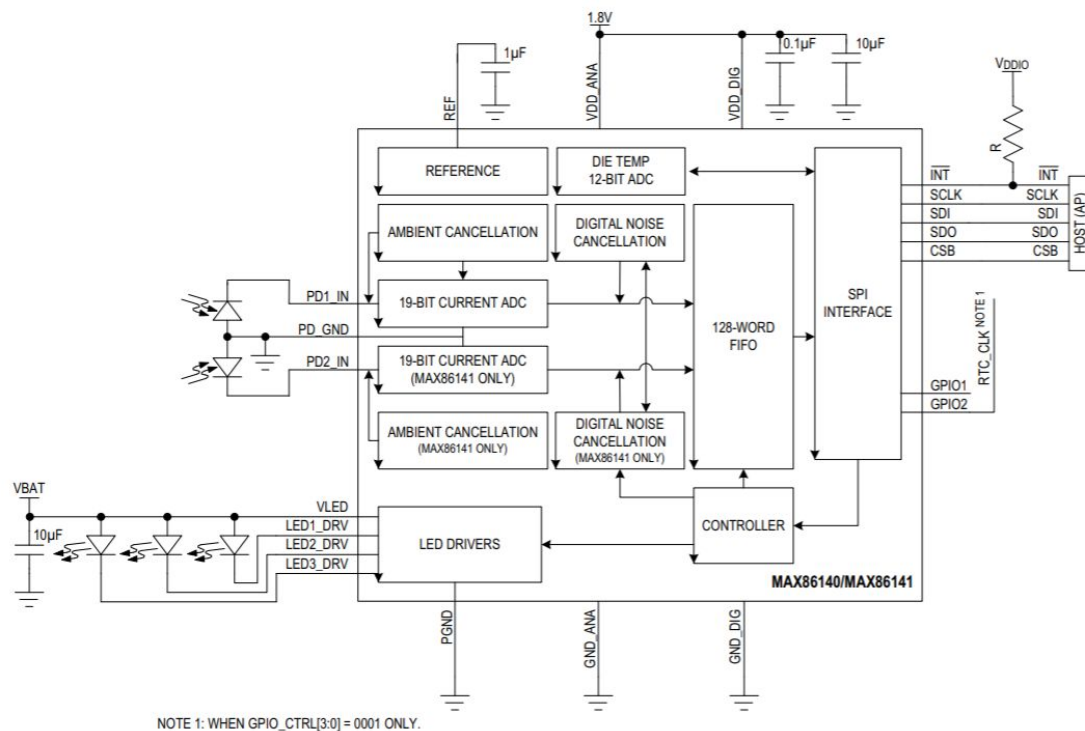 1.8V
1µF
0.1µF
10µF
VDDIO
REF
VDD_ANA
VDD_DIG
R
REFERENCE
DIE TEMP
12-BIT ADC
INT
INT
SCLK
SCLK
SDI
SDI
SDO
SDO
CSB
CSB
HOST (AP)
AMBIENT CANCELLATION
DIGITAL NOISE
CANCELLATION
PD1_IN
19-BIT CURRENT ADC
PD_GND
128-WORD
FIFO
SPI
INTERFACE
PD2_IN
19-BIT CURRENT ADC
(MAX86141 ONLY)
RTC_CLK NOTE 1
GPIO1
GPIO2
AMBIENT CANCELLATION
(MAX86141 ONLY)
DIGITAL NOISE
CANCELLATION
(MAX86141 ONLY)
VBAT
10µF
VLED
LED1_DRV
LED2_DRV
LED3_DRV
LED DRIVERS
CONTROLLER
MAX86140/MAX86141
PGND
GND_ANA
GND_DIG
NOTE 1: WHEN GPIO_CTRL[3:0] = 0001 ONLY.